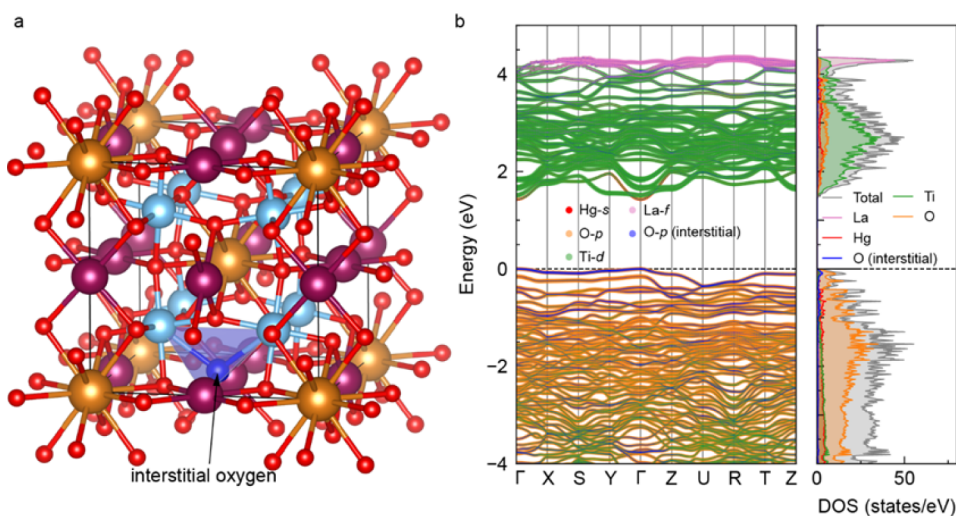 a
interstitial oxygen
b
Energy (eV)
4
2
0
−2
−4
Hg-s
O-p
Ti-d
La-f
O-p (interstitial)
Γ X S Y Γ Z U R T Z
Total
La
Hg
O (interstitial)
Ti
O
0 50
DOS (states/eV)